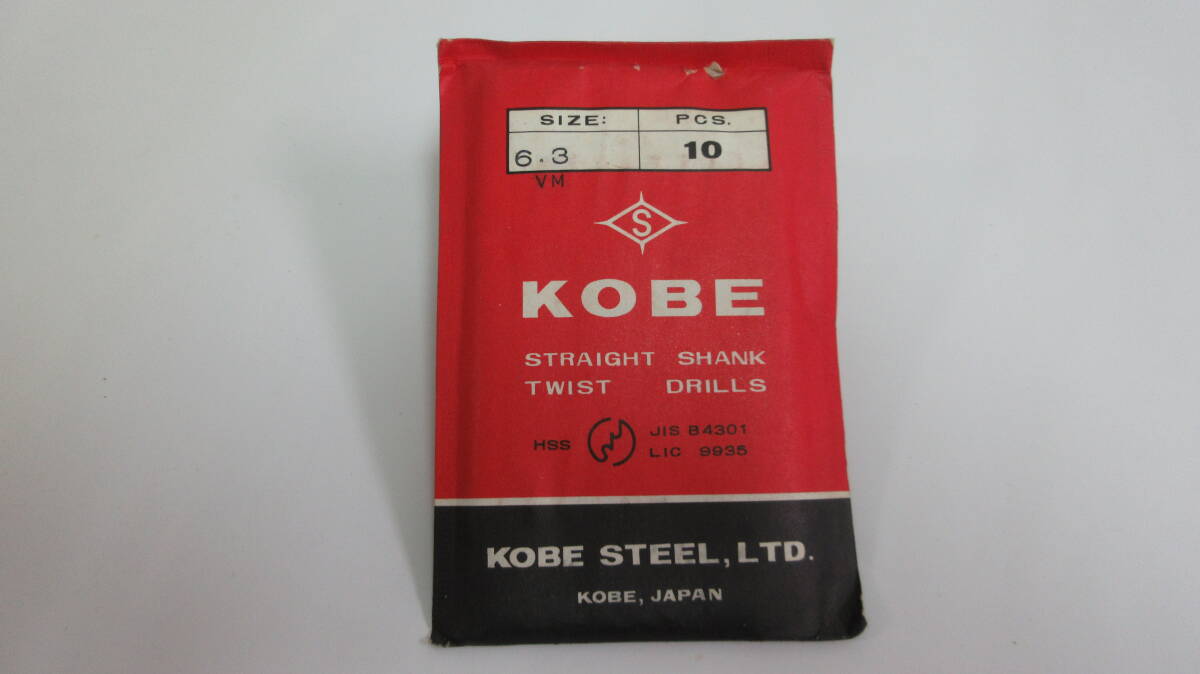 SIZE: PCS.
6.3 10
VM
S
KOBE
STRAIGHT SHANK
TWIST DRILLS
HSS JIS B4301
LIC 9935
KOBE STEEL, LTD.
KOBE, JAPAN